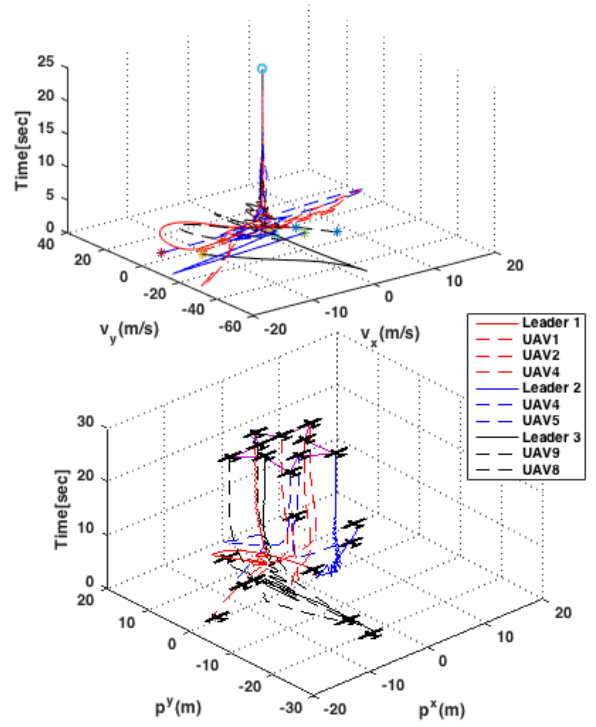 25
20
15
10
5
0
Time[sec]
40
20
0
-20
-40
-60
v_y(m/s)
-20
-10
0
10
20
v_x(m/s)
Leader 1
UAV1
UAV2
UAV4
Leader 2
UAV4
UAV5
Leader 3
UAV9
UAV8
30
20
10
0
Time[sec]
20
10
0
-10
-20
-30
p^y(m)
-20
-10
0
10
20
p^x(m)